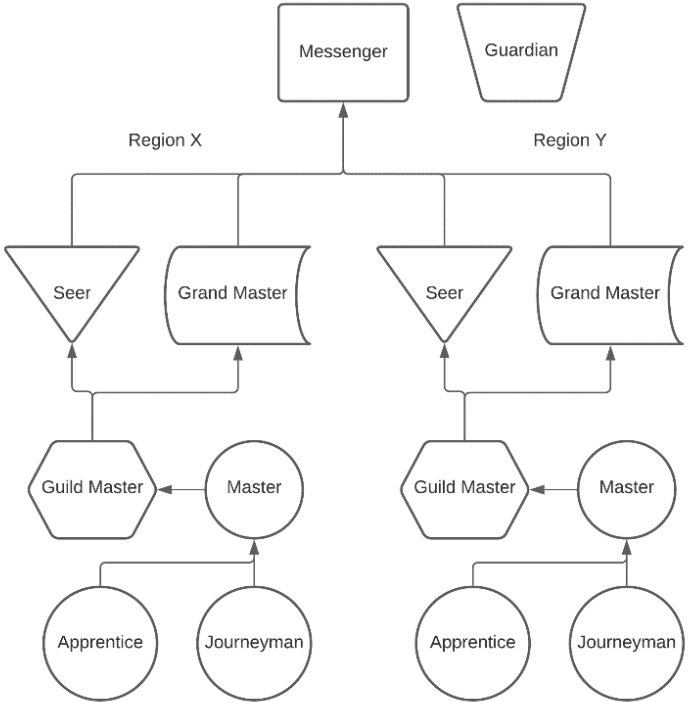 Messenger
Guardian
Region X
Region Y
Seer
Grand Master
Seer
Grand Master
Guild Master
Master
Guild Master
Master
Apprentice
Journeyman
Apprentice
Journeyman